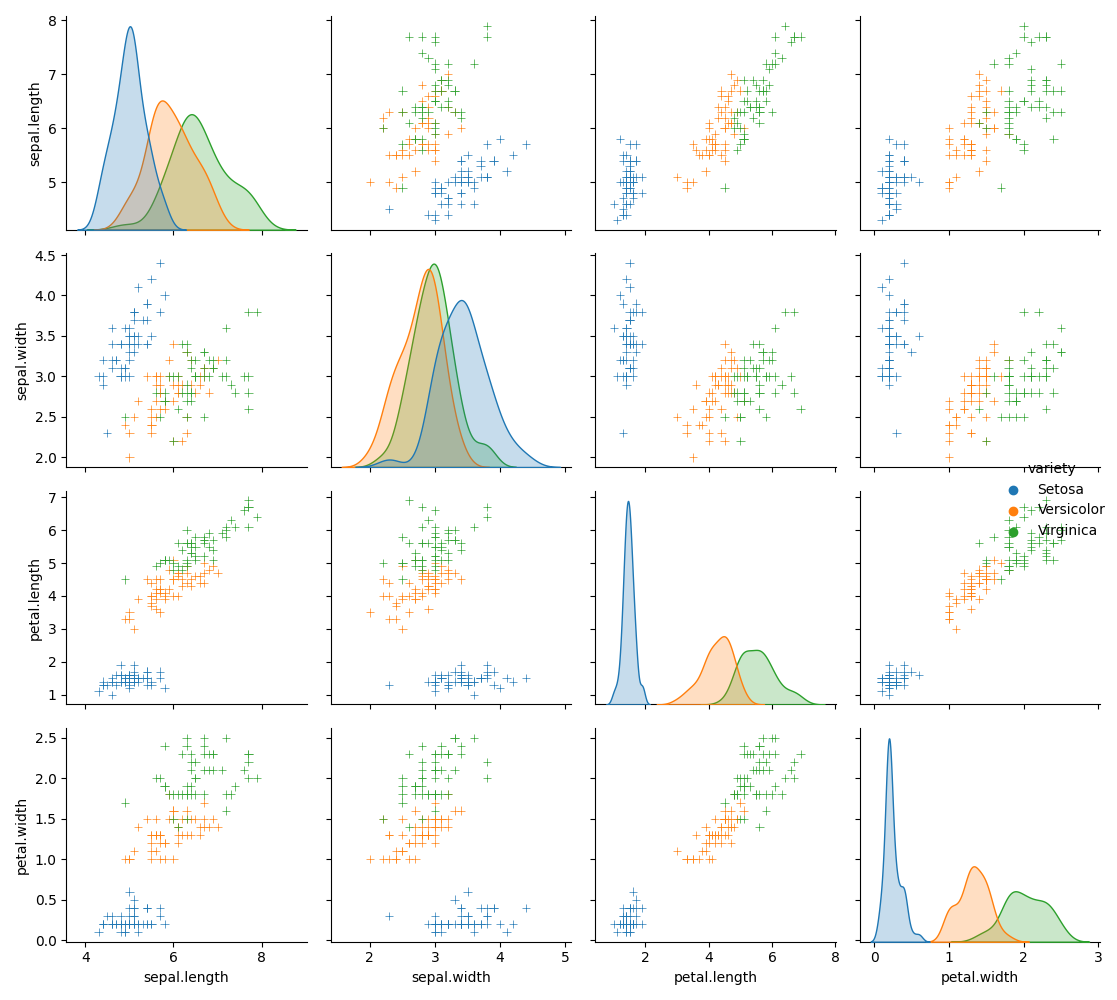 8
7
6
5
sepal.length
4.5
4.0
3.5
3.0
2.5
2.0
sepal.width
variety
Setosa
Versicolor
Virginica
7
6
5
4
3
2
1
petal.length
2.5
2.0
1.5
1.0
0.5
0.0
petal.width
4 6 8
sepal.length
2 3 4 5
sepal.width
2 4 6 8
petal.length
0 1 2 3
petal.width